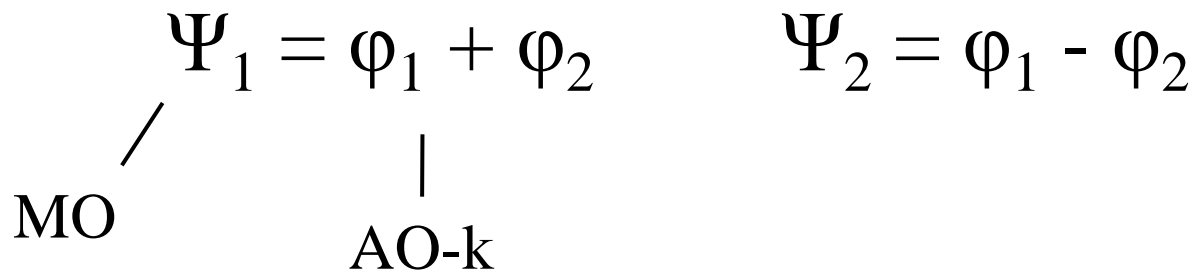 Ψ₁ = φ₁ + φ₂ Ψ₂ = φ₁ - φ₂
MO
AO-k